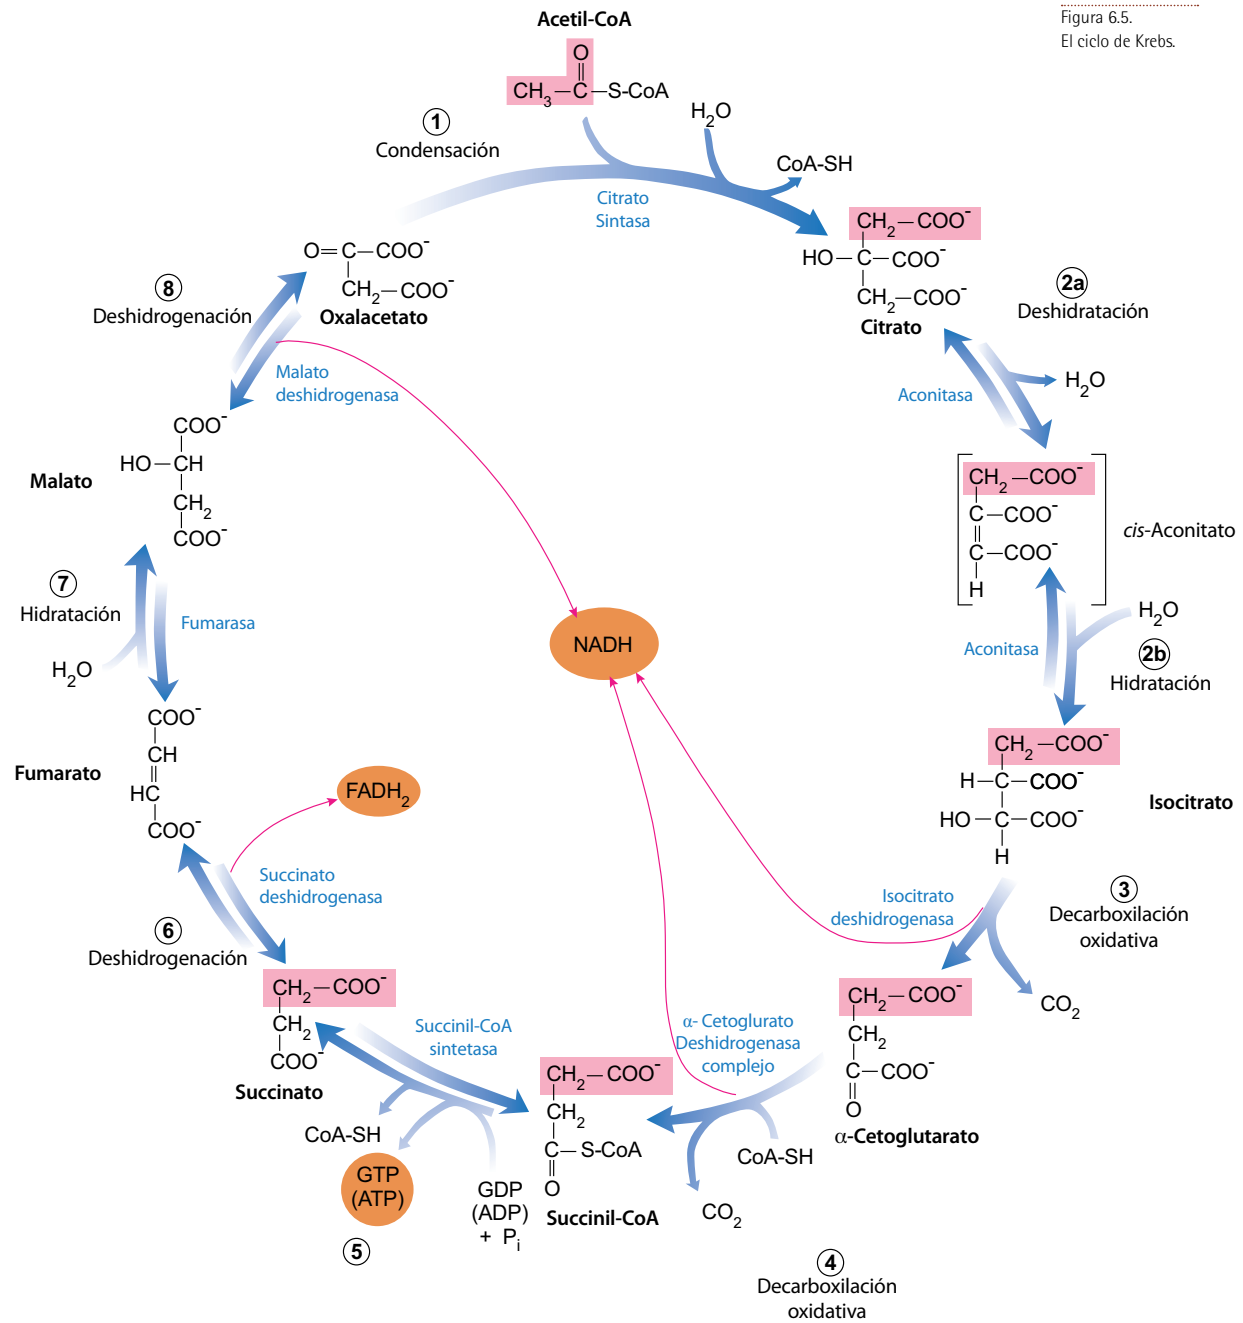 Figura 6.5.
El ciclo de Krebs.
Acetil-CoA
O
CH₃–C–S-CoA
H₂O
CoA-SH
1
Condensación
Citrato
Sintasa
CH₂–COO⁻
HO–C–COO⁻
CH₂–COO⁻
Citrato
2a
Deshidratación
H₂O
Aconitasa
CH₂–COO⁻
C–COO⁻
C–COO⁻
H
cis-Aconitato
H₂O
Aconitasa
2b
Hidratación
CH₂–COO⁻
H–C–COO⁻
HO–C–COO⁻
H
Isocitrato
3
Decarboxilación
oxidativa
Isocitrato
deshidrogenasa
CO₂
CH₂–COO⁻
CH₂
C–COO⁻
O
α-Cetoglutarato
α- Cetoglurato
Deshidrogenasa
complejo
CoA-SH
CO₂
4
Decarboxilación
oxidativa
CH₂–COO⁻
CH₂
C–S-CoA
O
Succinil-CoA
Succinil-CoA
sintetasa
GDP
(ADP)
+ Pᵢ
CoA-SH
GTP
(ATP)
5
CH₂–COO⁻
CH₂
COO⁻
Succinato
6
Deshidrogenación
Succinato
deshidrogenasa
FADH₂
COO⁻
CH
HC
COO⁻
Fumarato
7
Hidratación
H₂O
Fumarasa
COO⁻
HO–CH
CH₂
COO⁻
Malato
8
Deshidrogenación
Malato
deshidrogenasa
NADH
O=C–COO⁻
CH₂–COO⁻
Oxalacetato